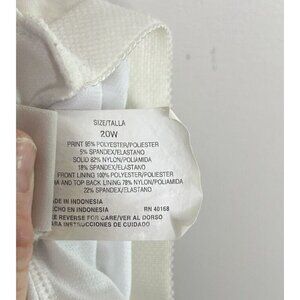 SIZE/TALLA
20W
PRINT 95% POLYESTER/POLIESTER
5% SPANDEX/ELASTANO
SOLID 82% NYLON/POLIAMIDA
18% SPANDEX/ELASTANO
FRONT LINING 100% POLYESTER/POLIESTER
AND TOP BACK LINING 78% NYLON/POLIAMIDA
22% SPANDEX/ELASTANO
MADE IN INDONESIA
HECHO EN INDONESIA RN 40168
SEE REVERSE FOR CARE/VER AL DORSO
PARA INSTRUCCIONES DE CUIDADO